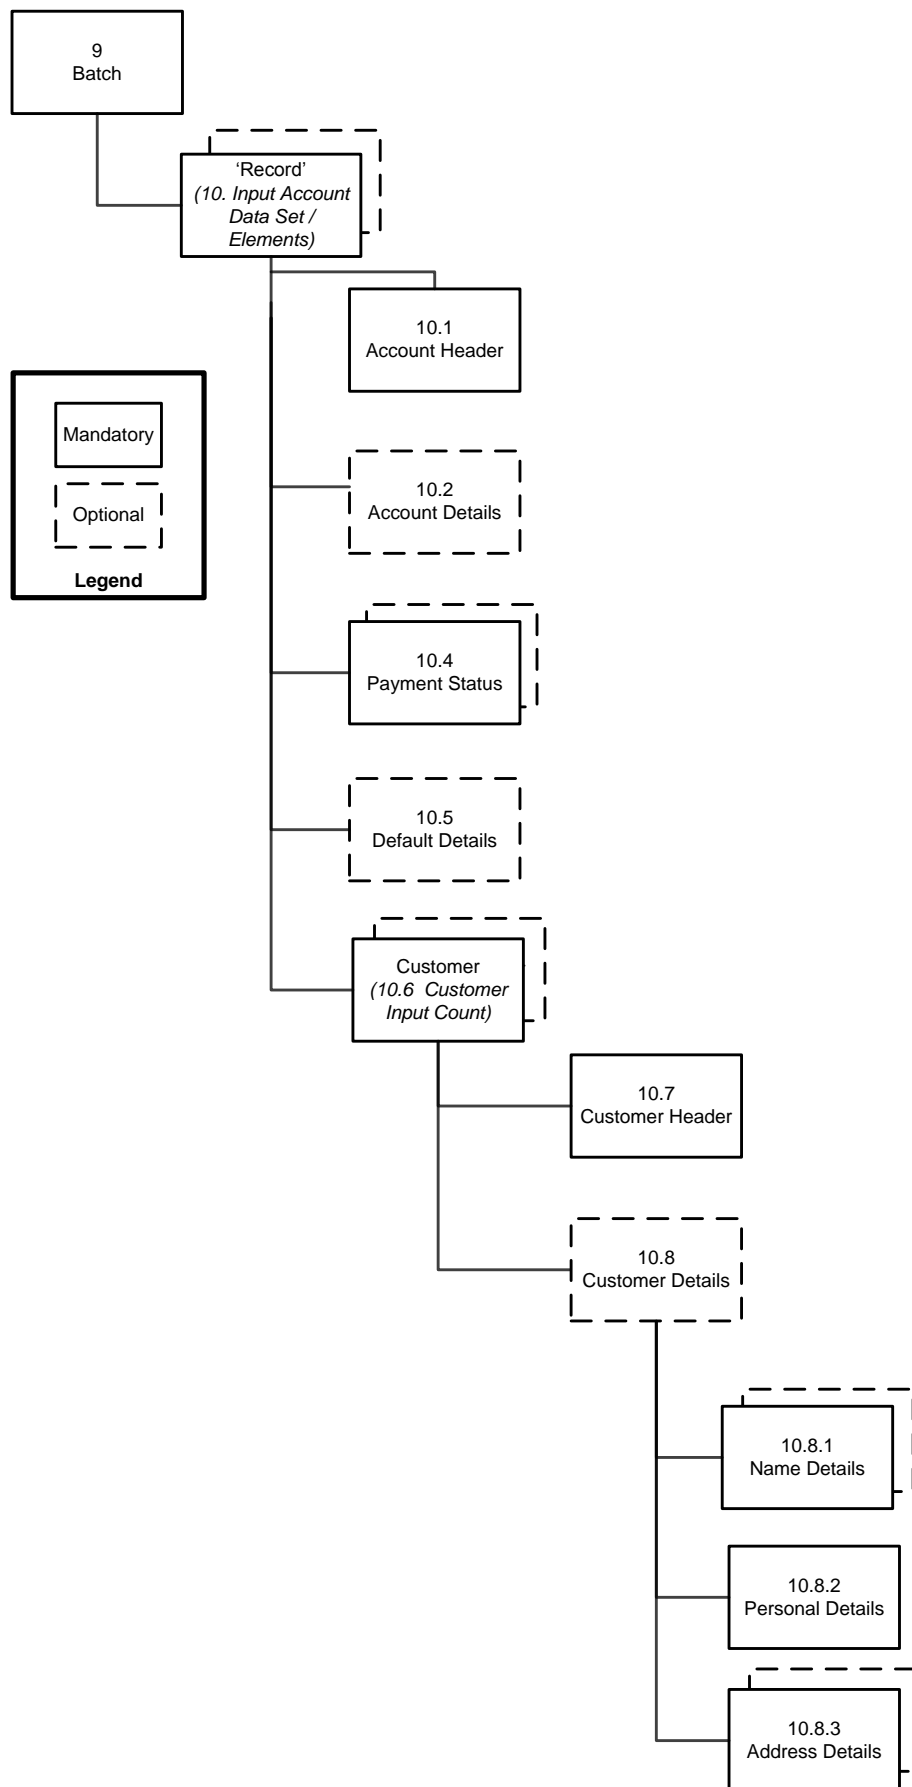 9
Batch
‘Record’
(10. Input Account
Data Set /
Elements)
10.1
Account Header
Mandatory
Optional
Legend
10.2
Account Details
10.4
Payment Status
10.5
Default Details
Customer
(10.6 Customer
Input Count)
10.7
Customer Header
10.8
Customer Details
10.8.1
Name Details
10.8.2
Personal Details
10.8.3
Address Details